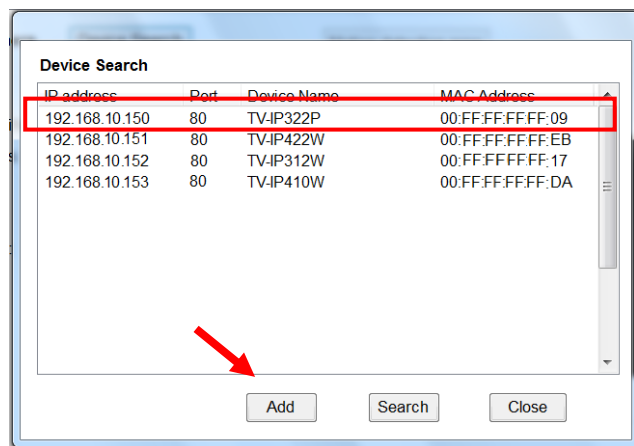 Device Search
IP address Port Device Name MAC Address
192.168.10.150 80 TV-IP322P 00:FF:FF:FF:FF:09
192.168.10.151 80 TV-IP422W 00:FF:FF:FF:FF:EB
192.168.10.152 80 TV-IP312W 00:FF:FFFF:FF:17
192.168.10.153 80 TV-IP410W 00:FF:FF:FF:FF:DA
Add Search Close